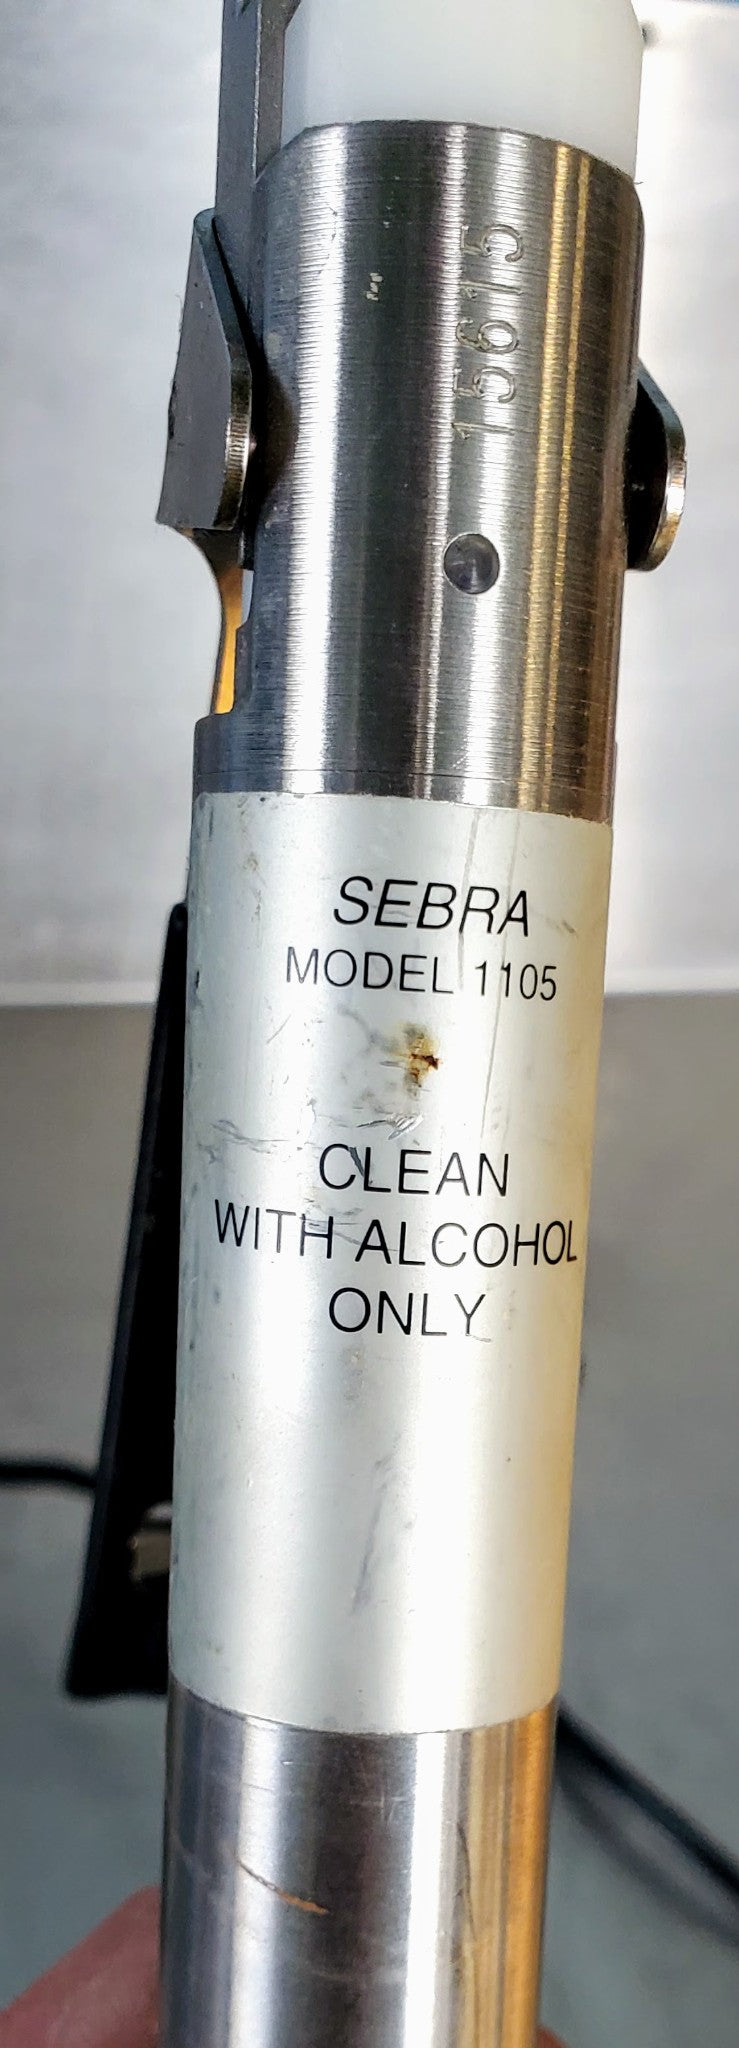 15615
SEBRA
MODEL 1105
CLEAN
WITH ALCOHOL
ONLY